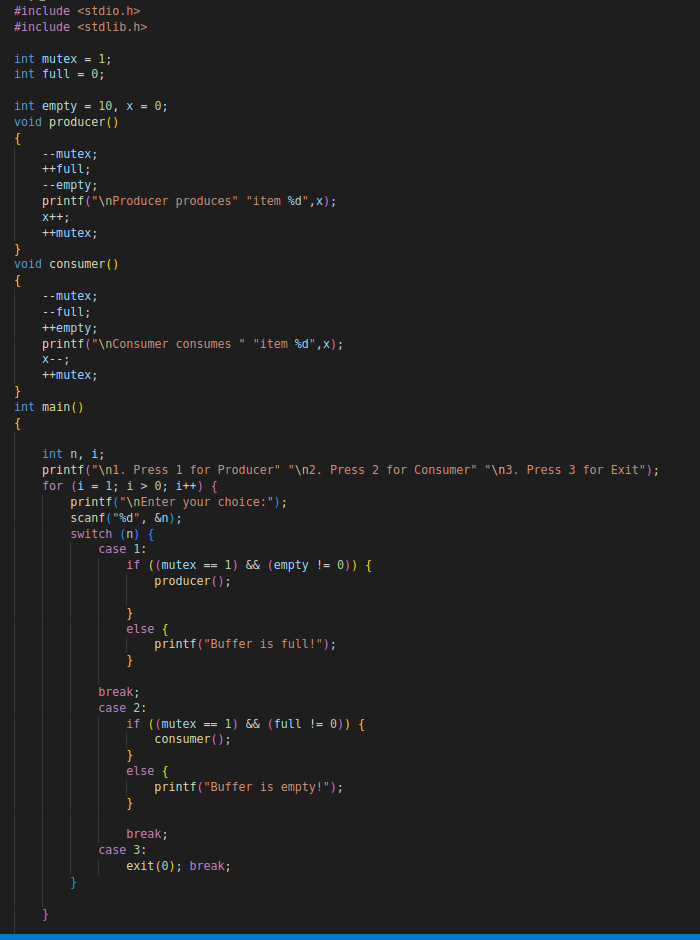 #include <stdio.h>
#include <stdlib.h>
int mutex = 1;
int full = 0;
int empty = 10, x = 0;
void producer()
{
    --mutex;
    ++full;
    --empty;
    printf("\nProducer produces" "item %d",x);
    x++;
    ++mutex;
}
void consumer()
{
    --mutex;
    --full;
    ++empty;
    printf("\nConsumer consumes " "item %d",x);
    x--;
    ++mutex;
}
int main()
{
    int n, i;
    printf("\n1. Press 1 for Producer" "\n2. Press 2 for Consumer" "\n3. Press 3 for Exit");
    for (i = 1; i > 0; i++) {
        printf("\nEnter your choice:");
        scanf("%d", &n);
        switch (n) {
            case 1:
                if ((mutex == 1) && (empty != 0)) {
                    producer();
                }
                else {
                    printf("Buffer is full!");
                }
            break;
            case 2:
                if ((mutex == 1) && (full != 0)) {
                    consumer();
                }
                else {
                    printf("Buffer is empty!");
                }
                break;
            case 3:
                exit(0); break;
        }
    }